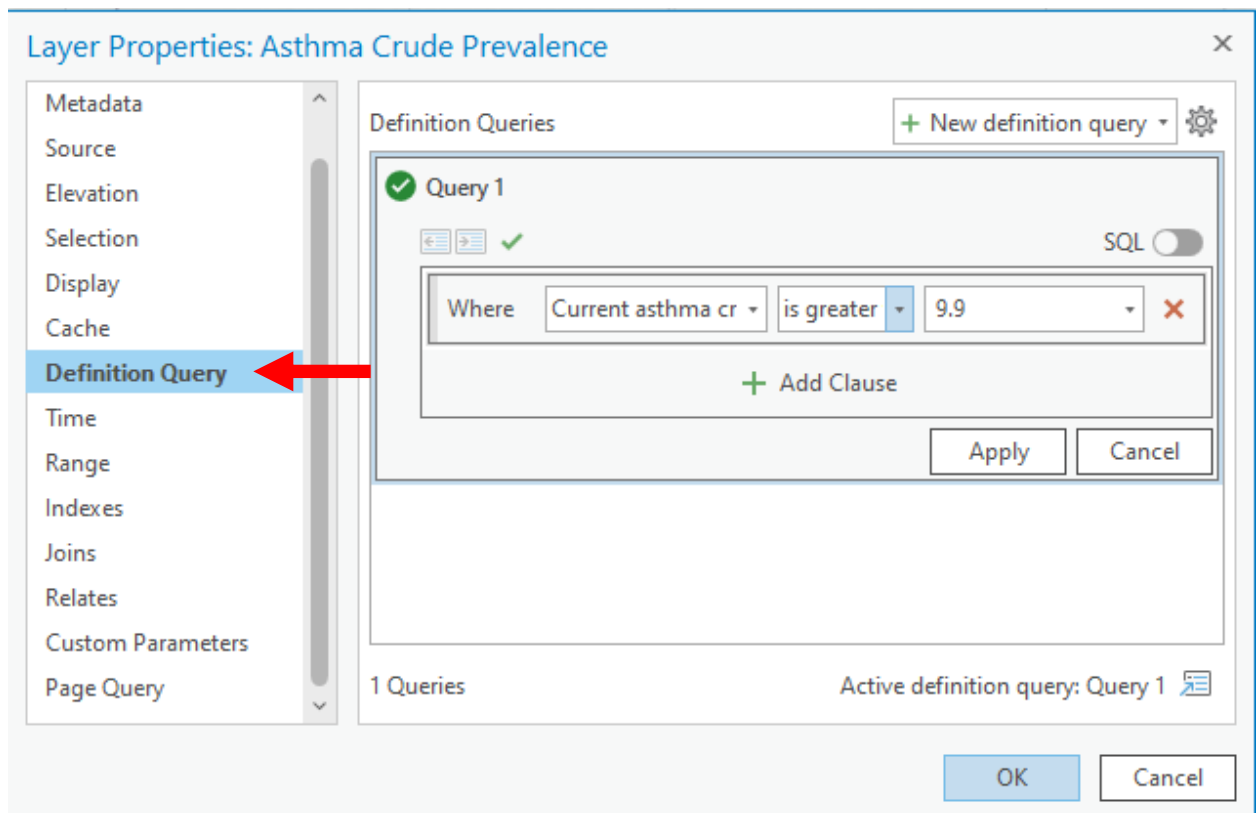 Layer Properties: Asthma Crude Prevalence
Metadata
Source
Elevation
Selection
Display
Cache
Definition Query
Time
Range
Indexes
Joins
Relates
Custom Parameters
Page Query
Definition Queries
+ New definition query
Query 1
SQL
Where Current asthma cr is greater 9.9
+ Add Clause
Apply Cancel
1 Queries Active definition query: Query 1
OK Cancel